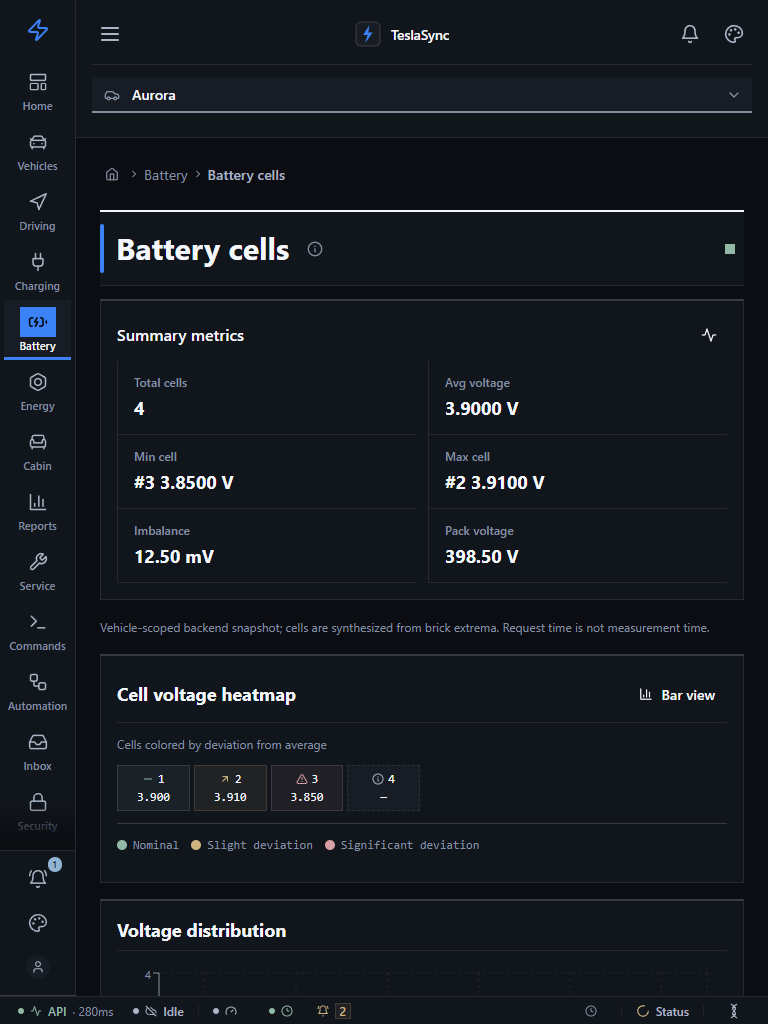 TeslaSync
Aurora
Home
Vehicles
Driving
Charging
Battery
Energy
Cabin
Reports
Service
Commands
Automation
Inbox
Security
1
Battery
Battery cells
Battery cells
Summary metrics
Total cells
4
Avg voltage
3.9000 V
Min cell
#3 3.8500 V
Max cell
#2 3.9100 V
Imbalance
12.50 mV
Pack voltage
398.50 V
Vehicle-scoped backend snapshot; cells are synthesized from brick extrema. Request time is not measurement time.
Cell voltage heatmap
Bar view
Cells colored by deviation from average
1
3.900
2
3.910
3
3.850
4
—
Nominal
Slight deviation
Significant deviation
Voltage distribution
4
API · 280ms
Idle
2
Status